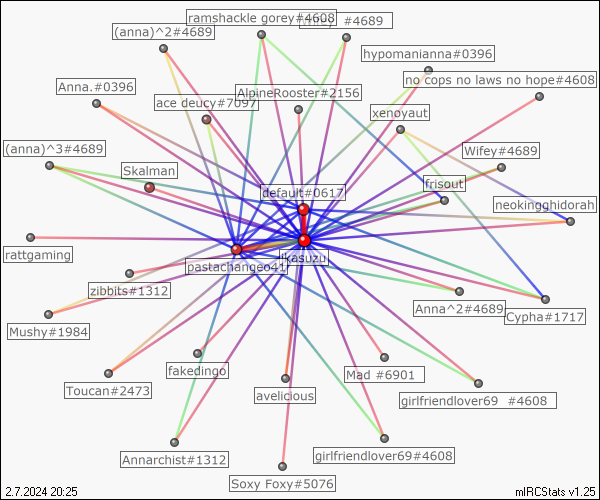 ramshackle gorey#4608
#4689
(anna)^2#4689
hypomanianna#0396
no cops no laws no hope#4608
Anna.#0396
AlpineRooster#2156
ace deucy#7097
xenoyaut
(anna)^3#4689
Wifey#4689
Skalman
frisout
default#0617
neokingghidorah
rattgaming
ikasuzu
pastachangeo41
zibbits#1312
Anna^2#4689
Cypha#1717
Mushy#1984
fakedingo
Mad #6901
Toucan#2473
avelicious
girlfriendlover69 #4608
Annarchist#1312
girlfriendlover69#4608
Soxy Foxy#5076
2.7.2024 20:25
mIRCStats v1.25